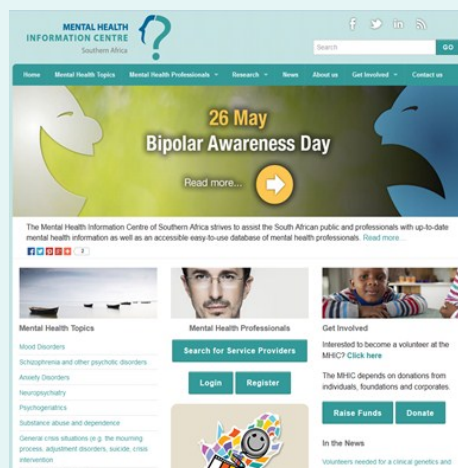 MENTAL HEALTH
INFORMATION CENTRE
Southern Africa
Search
GO
Home Mental Health Topics Mental Health Professionals Research News About us Get Involved Contact us
26 May
Bipolar Awareness Day
Read more...
The Mental Health Information Centre of Southern Africa strives to assist the South African public and professionals with up-to-date
mental health information as well as an accessible easy-to-use database of mental health professionals. Read more...
Mental Health Topics
Mood Disorders
Schizophrenia and other psychotic disorders
Anxiety Disorders
Neuropsychiatry
Psychogeriatrics
Substance abuse and dependence
General crisis situations (e.g. the mourning
process, adjustment disorders, suicide, crisis
intervention
Mental Health Professionals
Search for Service Providers
Login Register
Get Involved
Interested to become a volunteer at the
MHIC? Click here
The MHIC depends on donations from
individuals, foundations and corporates.
Raise Funds Donate
In the News
Volunteers needed for a clinical genetics and